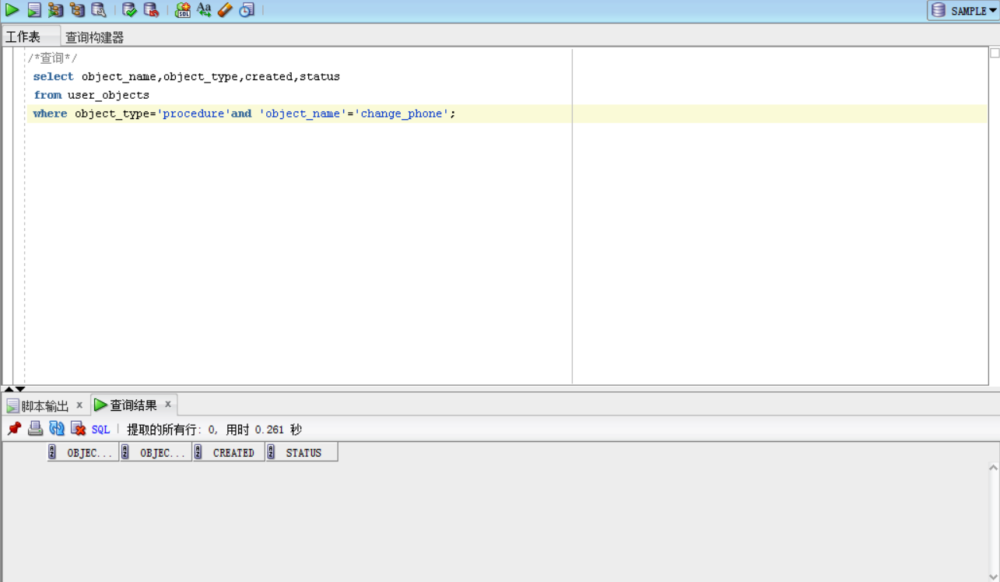 SAMPLE
工作表 查询构建器
/*查询*/
select object_name,object_type,created,status
from user_objects
where object_type='procedure'and 'object_name'='change_phone';
脚本输出 x 查询结果 x
SQL 提取的所有行: 0, 用时 0.261 秒
OBJEC... OBJEC... CREATED STATUS